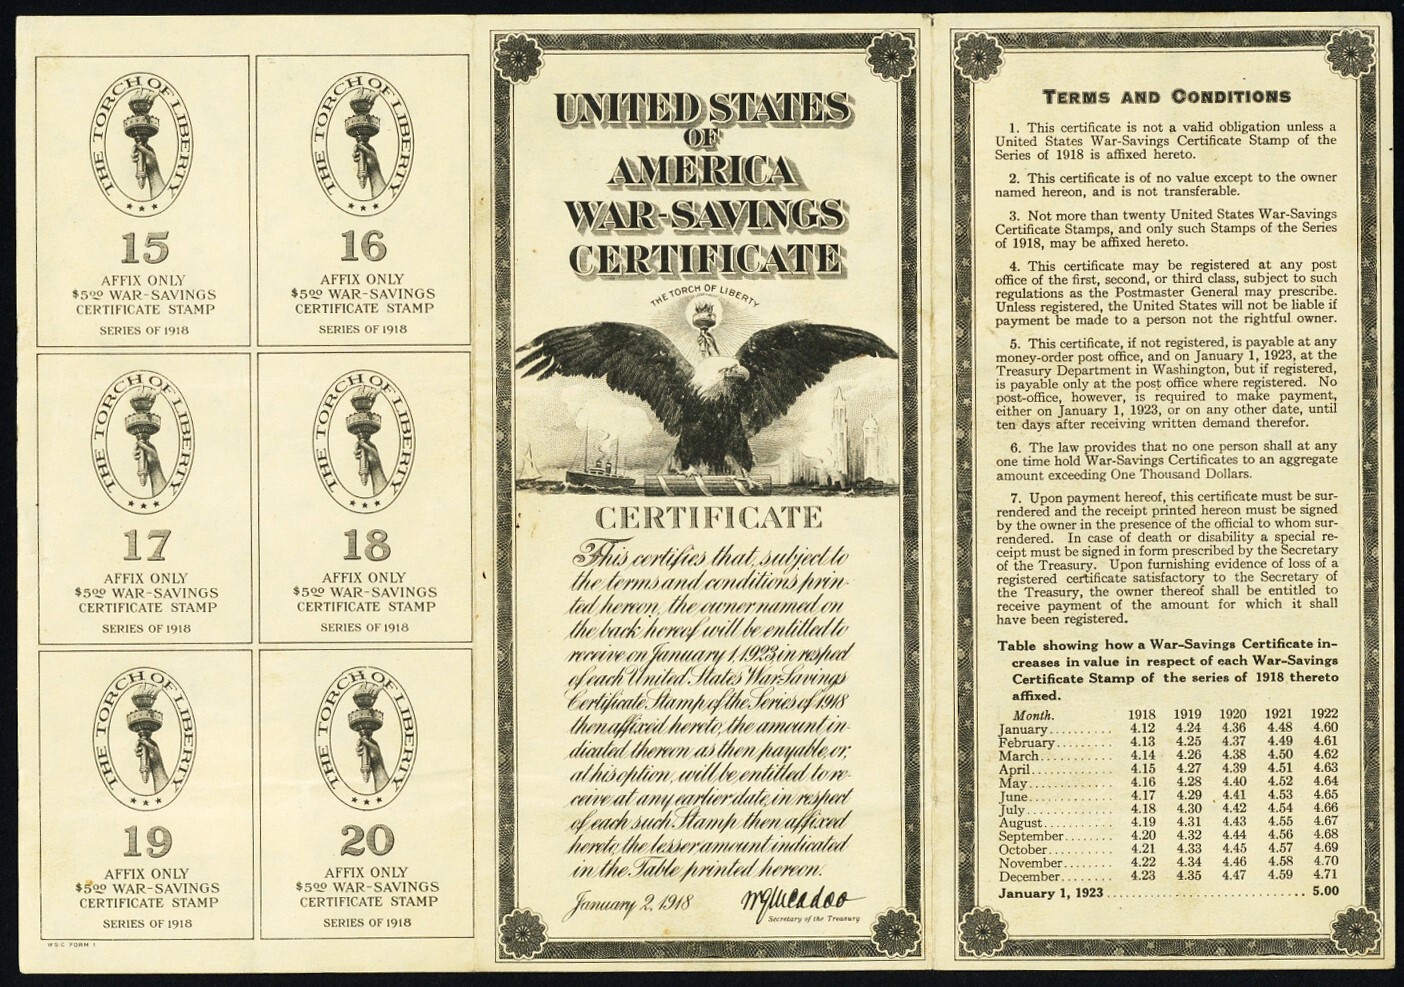 THE TORCH OF LIBERTY
15
AFFIX ONLY
$5.00 WAR-SAVINGS
CERTIFICATE STAMP
SERIES OF 1918
THE TORCH OF LIBERTY
16
AFFIX ONLY
$5.00 WAR-SAVINGS
CERTIFICATE STAMP
SERIES OF 1918
THE TORCH OF LIBERTY
17
AFFIX ONLY
$5.00 WAR-SAVINGS
CERTIFICATE STAMP
SERIES OF 1918
THE TORCH OF LIBERTY
18
AFFIX ONLY
$5.00 WAR-SAVINGS
CERTIFICATE STAMP
SERIES OF 1918
THE TORCH OF LIBERTY
19
AFFIX ONLY
$5.00 WAR-SAVINGS
CERTIFICATE STAMP
SERIES OF 1918
THE TORCH OF LIBERTY
20
AFFIX ONLY
$5.00 WAR-SAVINGS
CERTIFICATE STAMP
SERIES OF 1918
W S C FORM 1
UNITED STATES
OF
AMERICA
WAR-SAVINGS
CERTIFICATE
THE TORCH OF LIBERTY
CERTIFICATE
This certifies that, subject to
the terms and conditions prin-
ted hereon, the owner named on
the back hereof will be entitled to
receive on January 1, 1923, in respect
of each United States War-Savings
Certificate Stamp of the Series of 1918
then affixed hereto, the amount in-
dicated thereon as then payable, or,
at his option, will be entitled to re-
ceive at any earlier date, in respect
of each such Stamp then affixed
hereto, the lesser amount indicated
in the Table printed hereon.
January 2, 1918
W G McAdoo
Secretary of the Treasury
TERMS AND CONDITIONS
1. This certificate is not a valid obligation unless a
United States War-Savings Certificate Stamp of the
Series of 1918 is affixed hereto.
2. This certificate is of no value except to the owner
named hereon, and is not transferable.
3. Not more than twenty United States War-Savings
Certificate Stamps, and only such Stamps of the Series
of 1918, may be affixed hereto.
4. This certificate may be registered at any post
office of the first, second, or third class, subject to such
regulations as the Postmaster General may prescribe.
Unless registered, the United States will not be liable if
payment be made to a person not the rightful owner.
5. This certificate, if not registered, is payable at any
money-order post office, and on January 1, 1923, at the
Treasury Department in Washington, but if registered,
is payable only at the post office where registered. No
post-office, however, is required to make payment,
either on January 1, 1923, or on any other date, until
ten days after receiving written demand therefor.
6. The law provides that no one person shall at any
one time hold War-Savings Certificates to an aggregate
amount exceeding One Thousand Dollars.
7. Upon payment hereof, this certificate must be sur-
rendered and the receipt printed hereon must be signed
by the owner in the presence of the official to whom sur-
rendered. In case of death or disability a special re-
ceipt must be signed in form prescribed by the Secretary
of the Treasury. Upon furnishing evidence of loss of a
registered certificate satisfactory to the Secretary of
the Treasury, the owner thereof shall be entitled to
receive payment of the amount for which it shall
have been registered.
Table showing how a War-Savings Certificate in-
creases in value in respect of each War-Savings
Certificate Stamp of the series of 1918 thereto
affixed.
Month. 1918 1919 1920 1921 1922
January.......... 4.12 4.24 4.36 4.48 4.60
February......... 4.13 4.25 4.37 4.49 4.61
March........... 4.14 4.26 4.38 4.50 4.62
April............ 4.15 4.27 4.39 4.51 4.63
May............. 4.16 4.28 4.40 4.52 4.64
June............. 4.17 4.29 4.41 4.53 4.65
July.............. 4.18 4.30 4.42 4.54 4.66
August........... 4.19 4.31 4.43 4.55 4.67
September........ 4.20 4.32 4.44 4.56 4.68
October.......... 4.21 4.33 4.45 4.57 4.69
November........ 4.22 4.34 4.46 4.58 4.70
December........ 4.23 4.35 4.47 4.59 4.71
January 1, 1923.............................. 5.00